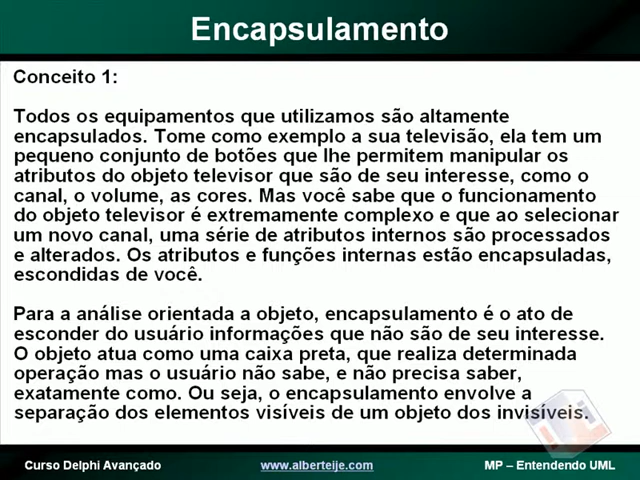 Encapsulamento
Conceito 1:
Todos os equipamentos que utilizamos são altamente
encapsulados. Tome como exemplo a sua televisão, ela tem um
pequeno conjunto de botões que lhe permitem manipular os
atributos do objeto televisor que são de seu interesse, como o
canal, o volume, as cores. Mas você sabe que o funcionamento
do objeto televisor é extremamente complexo e que ao selecionar
um novo canal, uma série de atributos internos são processados
e alterados. Os atributos e funções internas estão encapsuladas,
escondidas de você.
Para a análise orientada a objeto, encapsulamento é o ato de
esconder do usuário informações que não são de seu interesse.
O objeto atua como uma caixa preta, que realiza determinada
operação mas o usuário não sabe, e não precisa saber,
exatamente como. Ou seja, o encapsulamento envolve a
separação dos elementos visíveis de um objeto dos invisíveis.
Curso Delphi Avançado
www.alberteije.com
MP – Entendendo UML